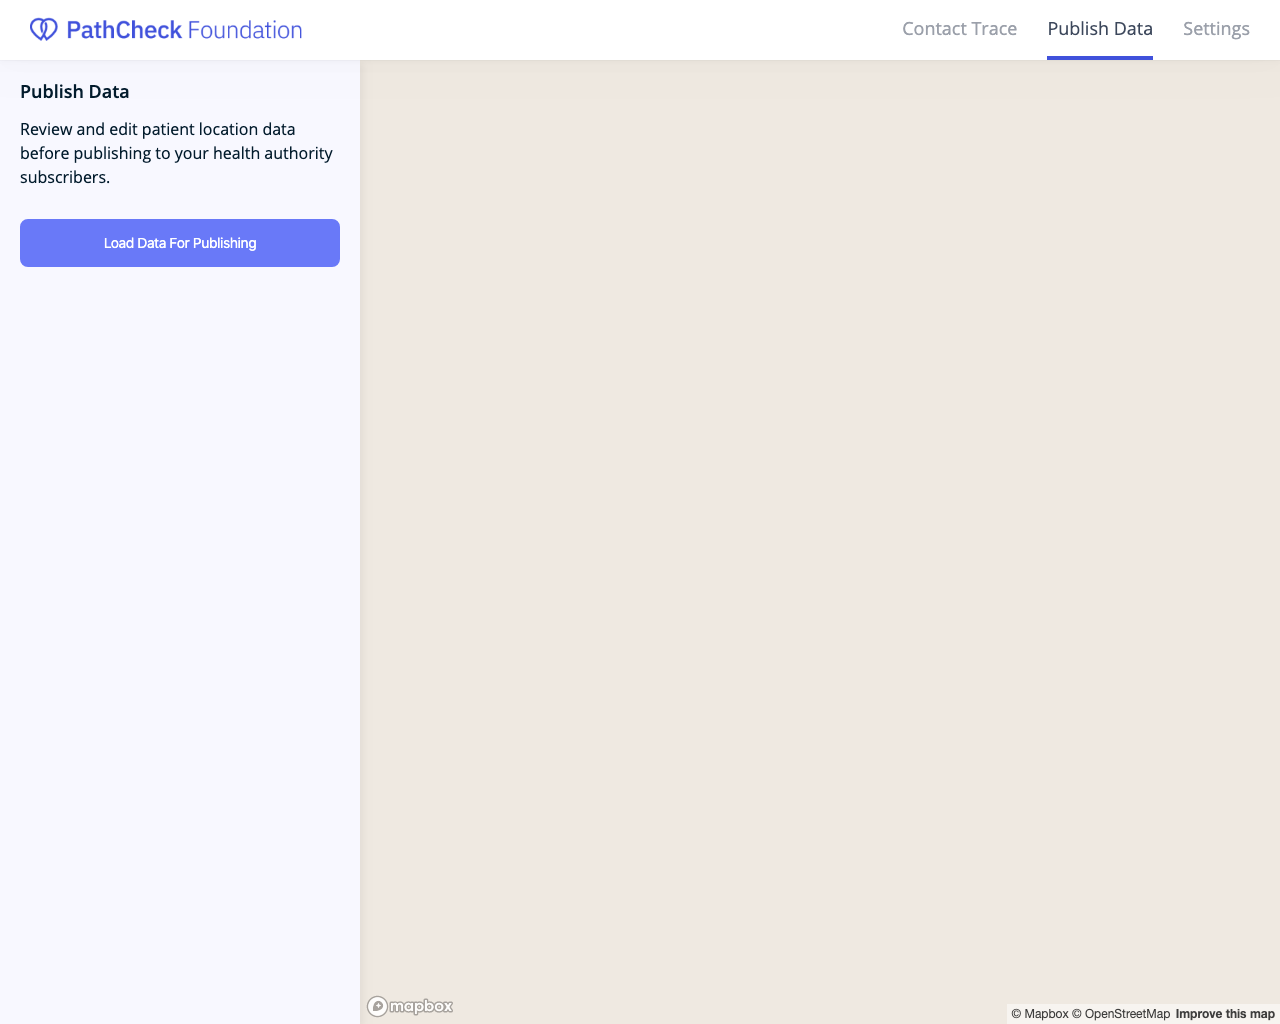 PathCheck Foundation
Contact Trace
Publish Data
Settings
Publish Data
Review and edit patient location data
before publishing to your health authority
subscribers.
Load Data For Publishing
mapbox
© Mapbox © OpenStreetMap Improve this map